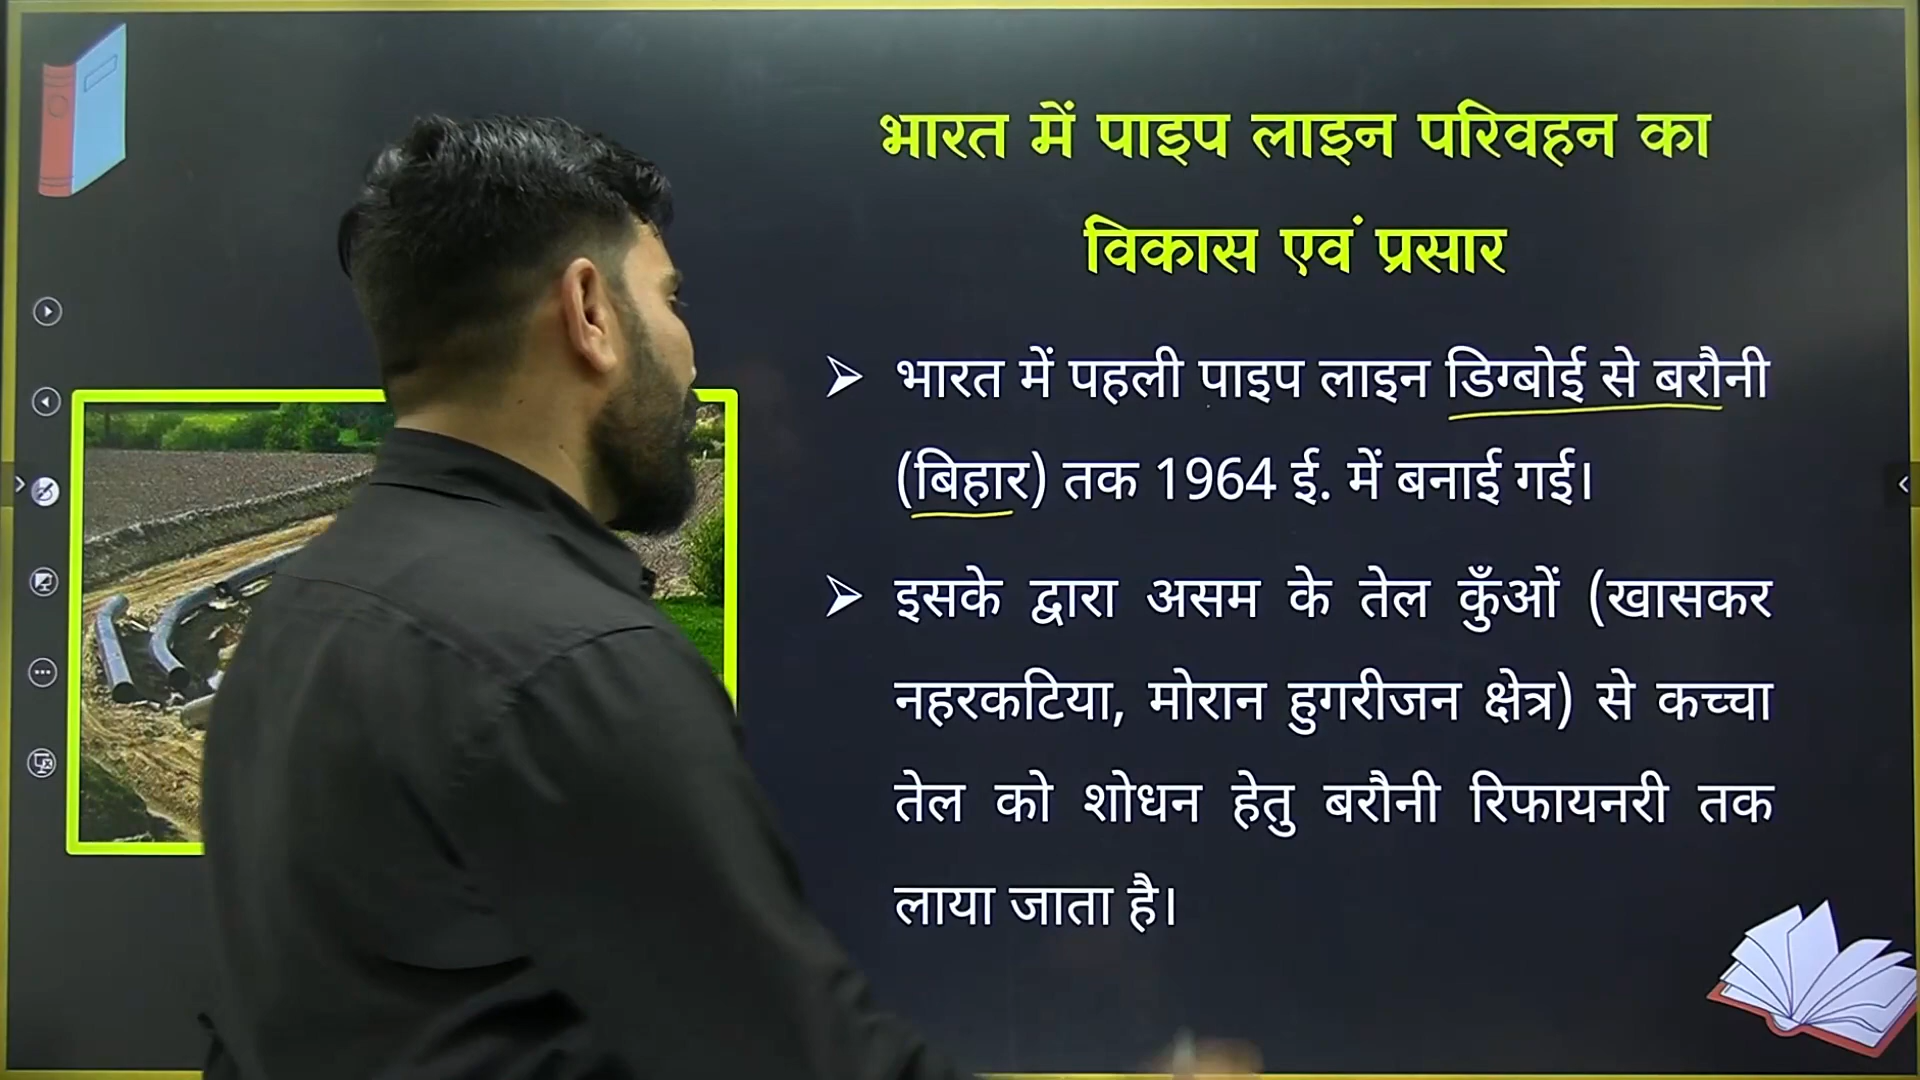 भारत में पाइप लाइन परिवहन का
विकास एवं प्रसार
भारत में पहली पाइप लाइन डिग्बोई से बरौनी
(बिहार) तक 1964 ई. में बनाई गई।
इसके द्वारा असम के तेल कुँओं (खासकर
नहरकटिया, मोरान हुगरीजन क्षेत्र) से कच्चा
तेल को शोधन हेतु बरौनी रिफायनरी तक
लाया जाता है।